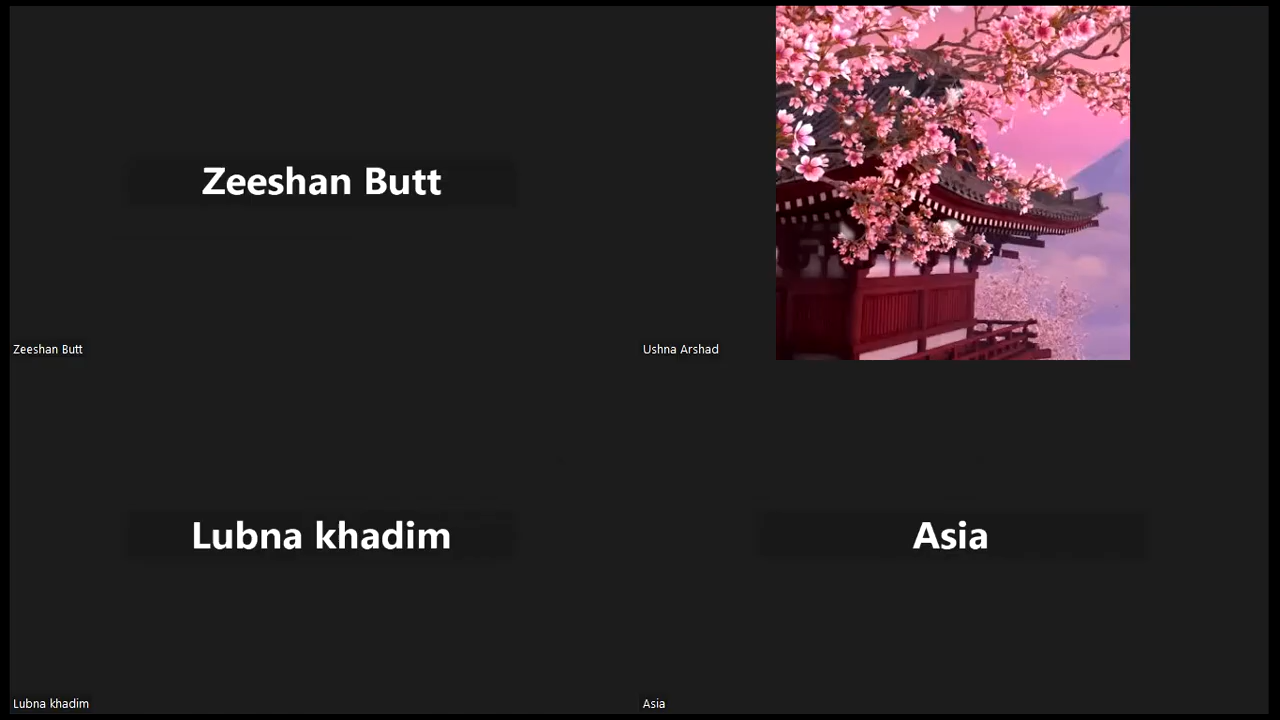 Zeeshan Butt
Zeeshan Butt
Ushna Arshad
Lubna khadim
Asia
Lubna khadim
Asia